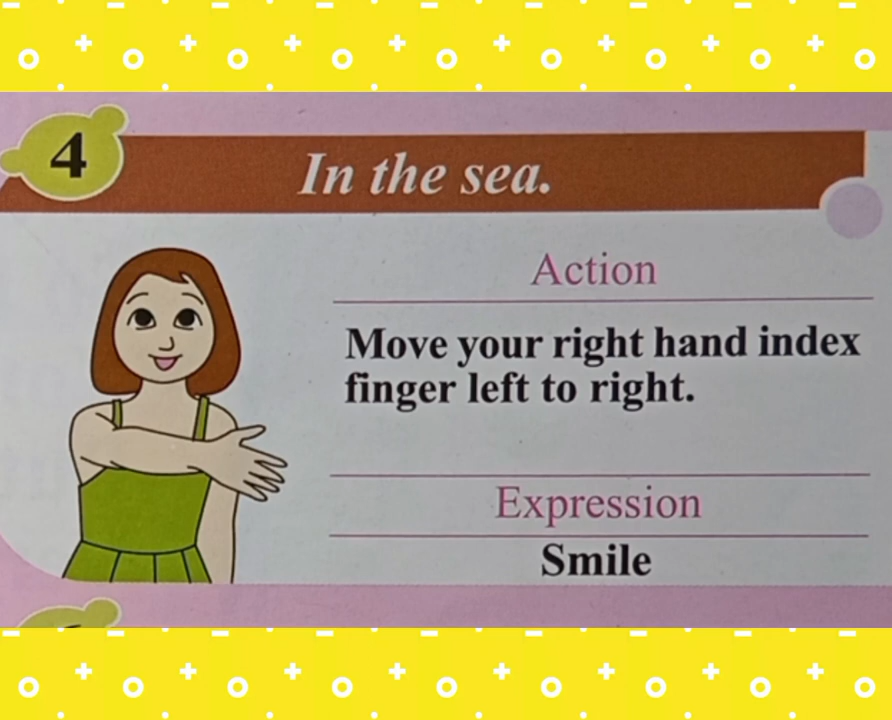 4
In the sea.
Action
Move your right hand index
finger left to right.
Expression
Smile